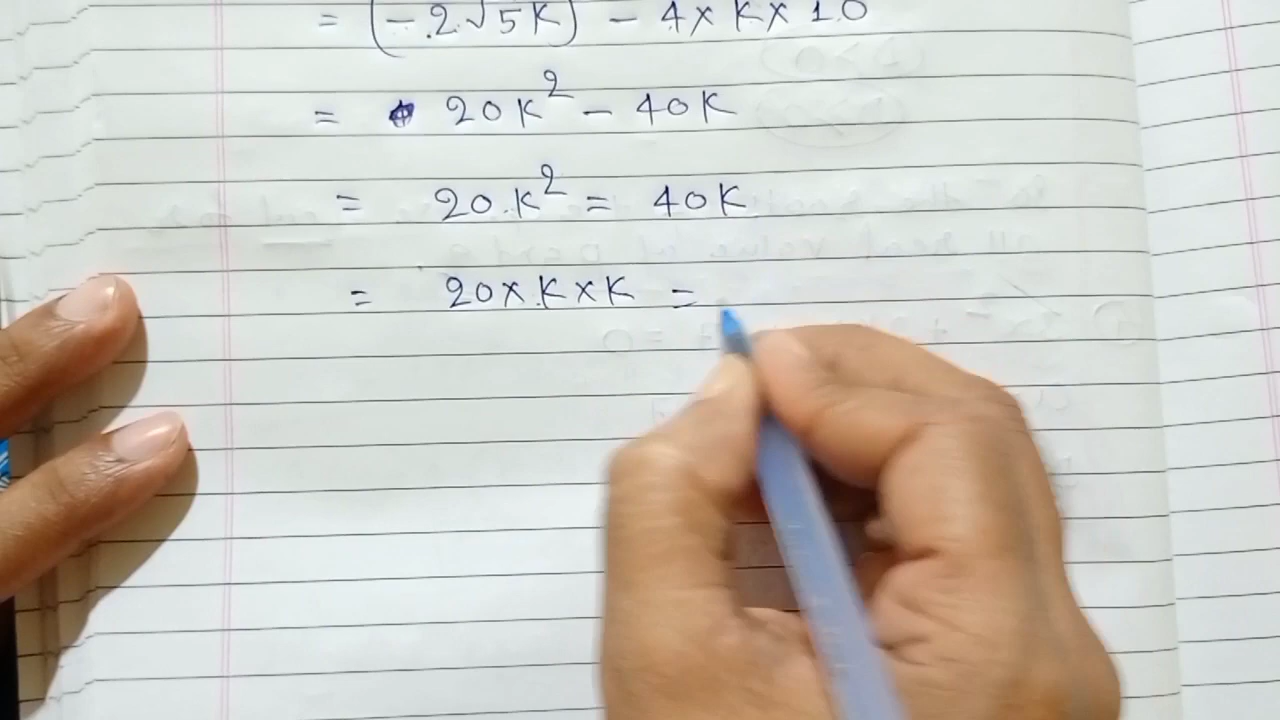 = (-2√5K) - 4×K×10
= 20K² - 40K
= 20K² = 40K
= 20×K×K =